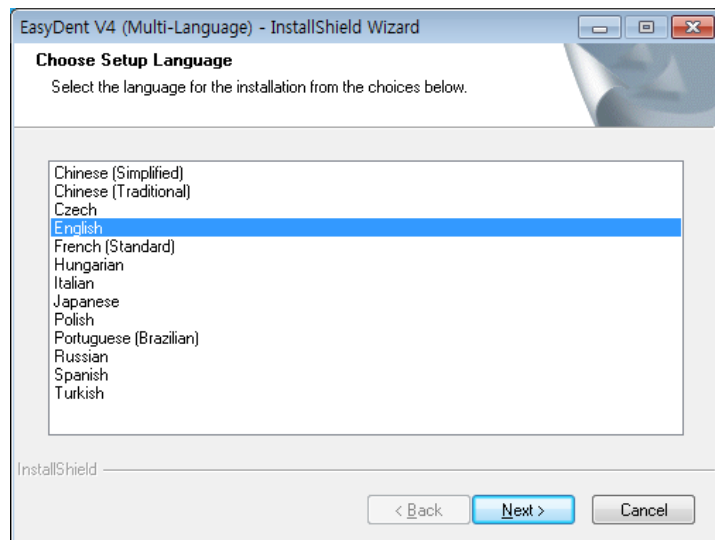 EasyDent V4 (Multi-Language) - InstallShield Wizard
Choose Setup Language
Select the language for the installation from the choices below.
Chinese (Simplified)
Chinese (Traditional)
Czech
English
French (Standard)
Hungarian
Italian
Japanese
Polish
Portuguese (Brazilian)
Russian
Spanish
Turkish
InstallShield
< Back
Next >
Cancel